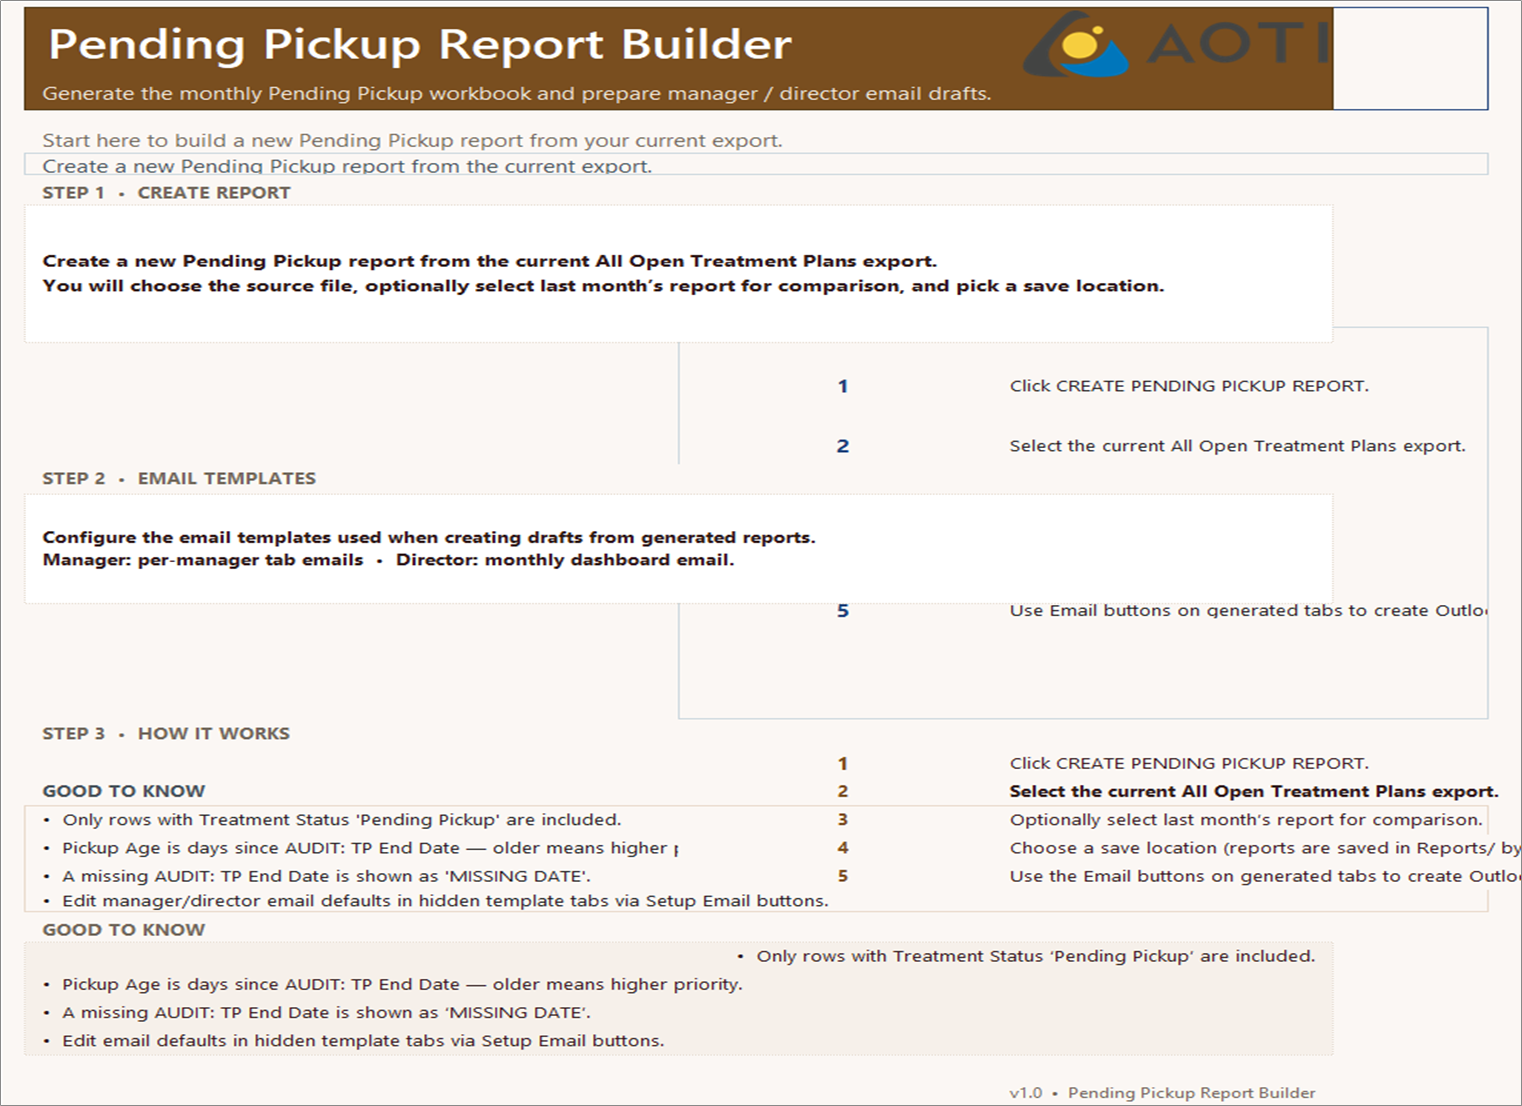 Pending Pickup Report Builder
AOTI
Generate the monthly Pending Pickup workbook and prepare manager / director email drafts.
Start here to build a new Pending Pickup report from your current export.
Create a new Pending Pickup report from the current export.
STEP 1 • CREATE REPORT
Create a new Pending Pickup report from the current All Open Treatment Plans export.
You will choose the source file, optionally select last month’s report for comparison, and pick a save location.
1 Click CREATE PENDING PICKUP REPORT.
2 Select the current All Open Treatment Plans export.
STEP 2 • EMAIL TEMPLATES
Configure the email templates used when creating drafts from generated reports.
Manager: per-manager tab emails • Director: monthly dashboard email.
5 Use Email buttons on generated tabs to create
STEP 3 • HOW IT WORKS
1 Click CREATE PENDING PICKUP REPORT.
GOOD TO KNOW
2 Select the current All Open Treatment Plans export.
• Only rows with Treatment Status 'Pending Pickup' are included.
3 Optionally select last month's report for comparison.
• Pickup Age is days since AUDIT: TP End Date — older means higher
4 Choose a save location (reports are saved in Reports/ by
• A missing AUDIT: TP End Date is shown as 'MISSING DATE'.
5 Use the Email buttons on generated tabs to create
• Edit manager/director email defaults in hidden template tabs via Setup Email buttons.
GOOD TO KNOW
• Only rows with Treatment Status ‘Pending Pickup’ are included.
• Pickup Age is days since AUDIT: TP End Date — older means higher priority.
• A missing AUDIT: TP End Date is shown as ‘MISSING DATE’.
• Edit email defaults in hidden template tabs via Setup Email buttons.
v1.0 • Pending Pickup Report Builder